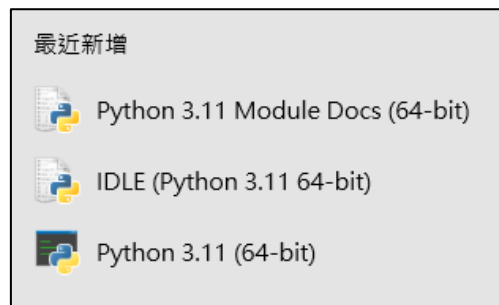 最近新增
Python 3.11 Module Docs (64-bit)
IDLE (Python 3.11 64-bit)
Python 3.11 (64-bit)